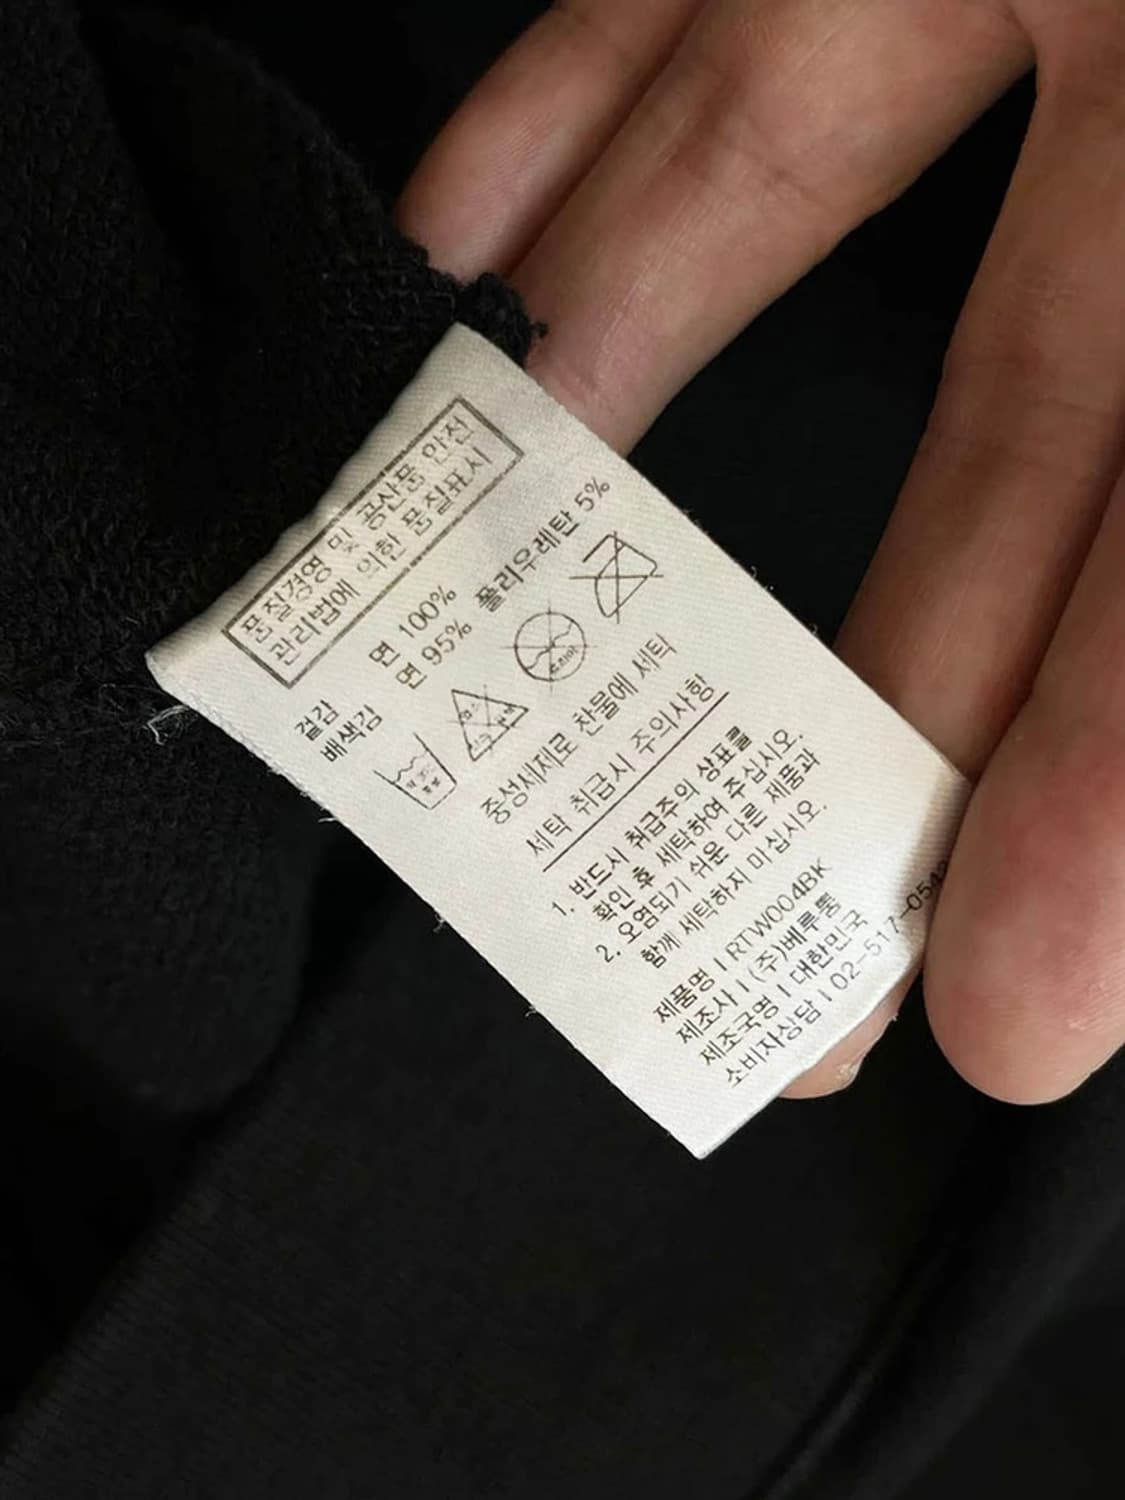 품질경영 및 공산품 안전
관리법에 의한 품질표시
겉감 면 100%
배색감 면 95% 폴리우레탄 5%
드라이
중성세제로 찬물에 세탁
세탁 취급시 주의사항
1. 반드시 취급주의 상표를
확인 후 세탁하여 주십시오.
2. 오염되기 쉬운 다른 제품과
함께 세탁하지 마십시오.
제품명 | RTW004BK
제조사 | (주)베루툼
제조국명 | 대한민국
소비자상담 | 02-517-054